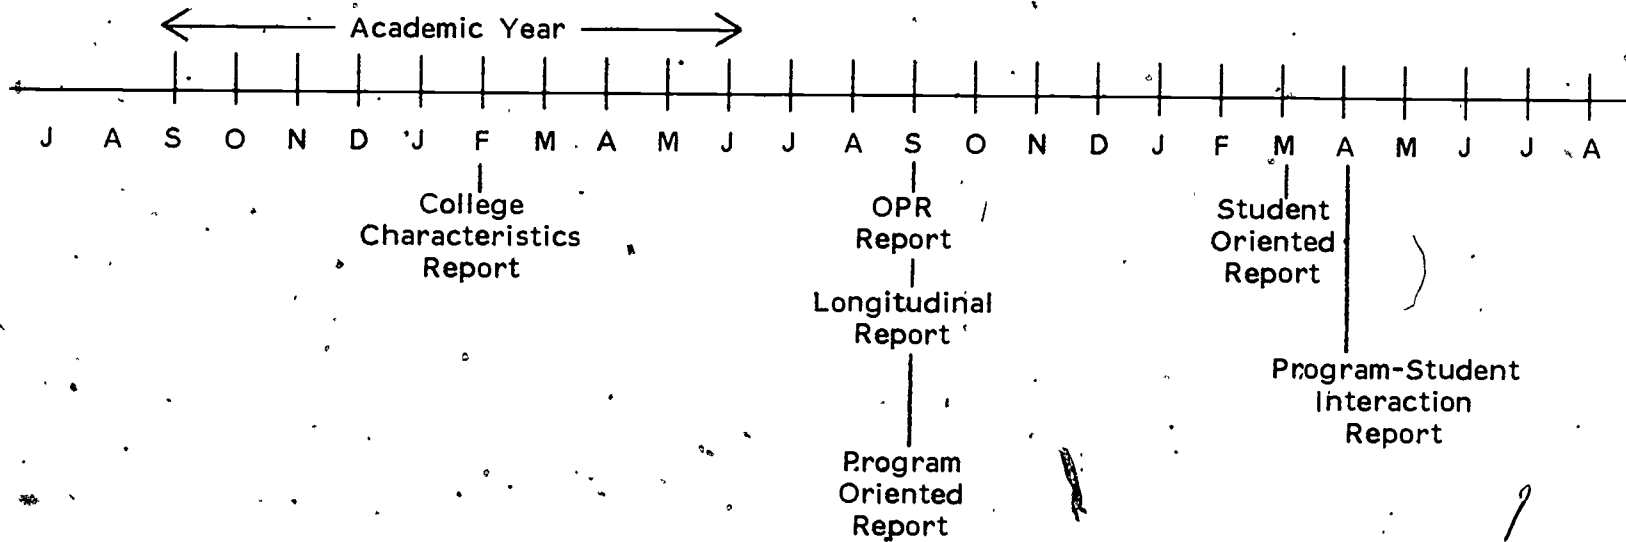 Academic Year
J A S O N D J F M A M J J A S O N D J F M A M J J A
College
Characteristics
Report
OPR
Report
Longitudinal
Report
Program
Oriented
Report
Student
Oriented
Report
Program-Student
Interaction
Report